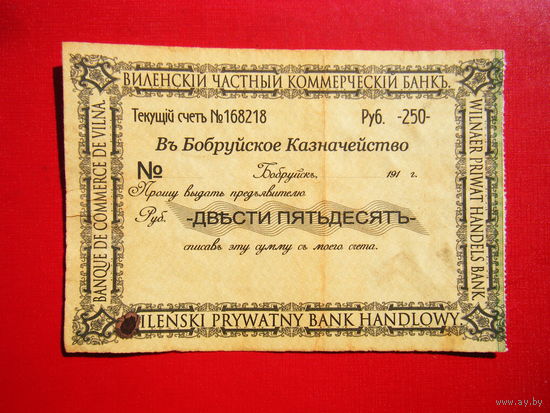 ВИЛЕНСКІЙ ЧАСТНЫЙ КОММЕРЧЕСКІЙ БАНКЪ.
Текущій счетъ №168218 Руб. -250-
Въ Бобруйское Казначейство
№ Бобруйскъ, 191 г.
Прошу выдать предъявителю
Руб. -ДВѢСТИ ПЯТЬДЕСЯТЪ-
списавъ эту сумму съ моего счета.
BANQUE DE COMMERCE DE VILNA.
WILNAER PRIWAT HANDELS BANK.
WILEŃSKI PRYWATNY BANK HANDLOWY
www.ay.by